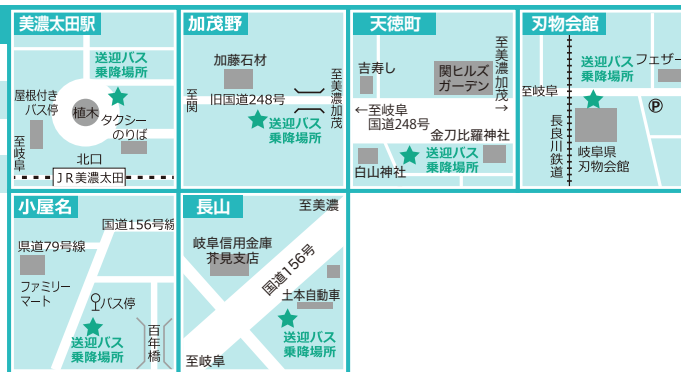 美濃太田駅
送迎バス
乗降場所
屋根付き
バス停
植木
タクシー
のりば
至岐阜
北口
JR美濃太田
加茂野
加藤石材
至関
旧国道248号
至美濃加茂
送迎バス
乗降場所
天徳町
吉寿し
関ヒルズ
ガーデン
至美濃加茂→
←至岐阜
国道248号
金刀比羅神社
送迎バス
乗降場所
白山神社
刃物会館
送迎バス
乗降場所
フェザー
至岐阜
P
長良川鉄道
岐阜県
刃物会館
小屋名
国道156号線
県道79号線
ファミリー
マート
バス停
送迎バス
乗降場所
百年橋
長山
至美濃
岐阜信用金庫
芥見支店
国道156号
土本自動車
送迎バス
乗降場所
至岐阜